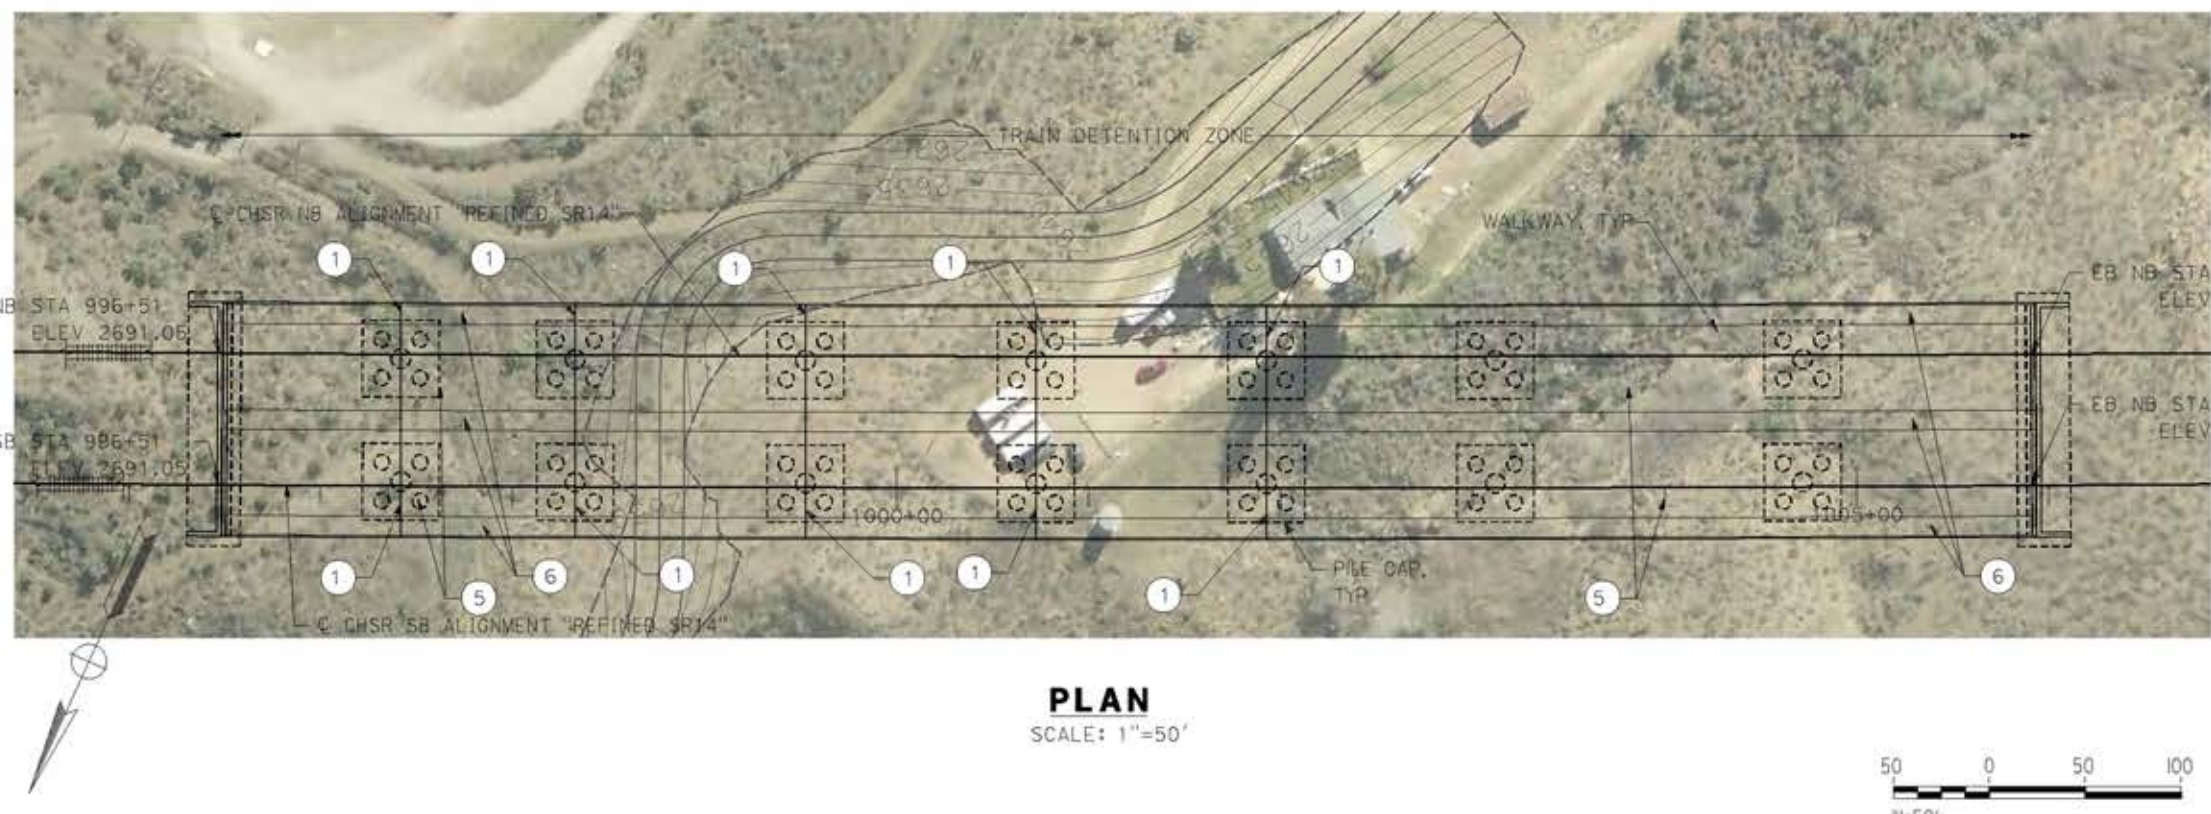 TRAIN DETENTION ZONE
℄ CHSR NB ALIGNMENT "REFINED SR14"
WALKWAY, TYP
1
1
1
1
1
NB STA 996+51
ELEV 2691.05
EB NB STA
ELEV
SB STA 996+51
ELEV 2691.05
EB NB STA
ELEV
1000+00
1005+00
1
5
6
1
1
1
1
PILE CAP,
TYP
5
6
℄ CHSR SB ALIGNMENT "REFINED SR14"
PLAN
SCALE: 1"=50'
50 0 50 100